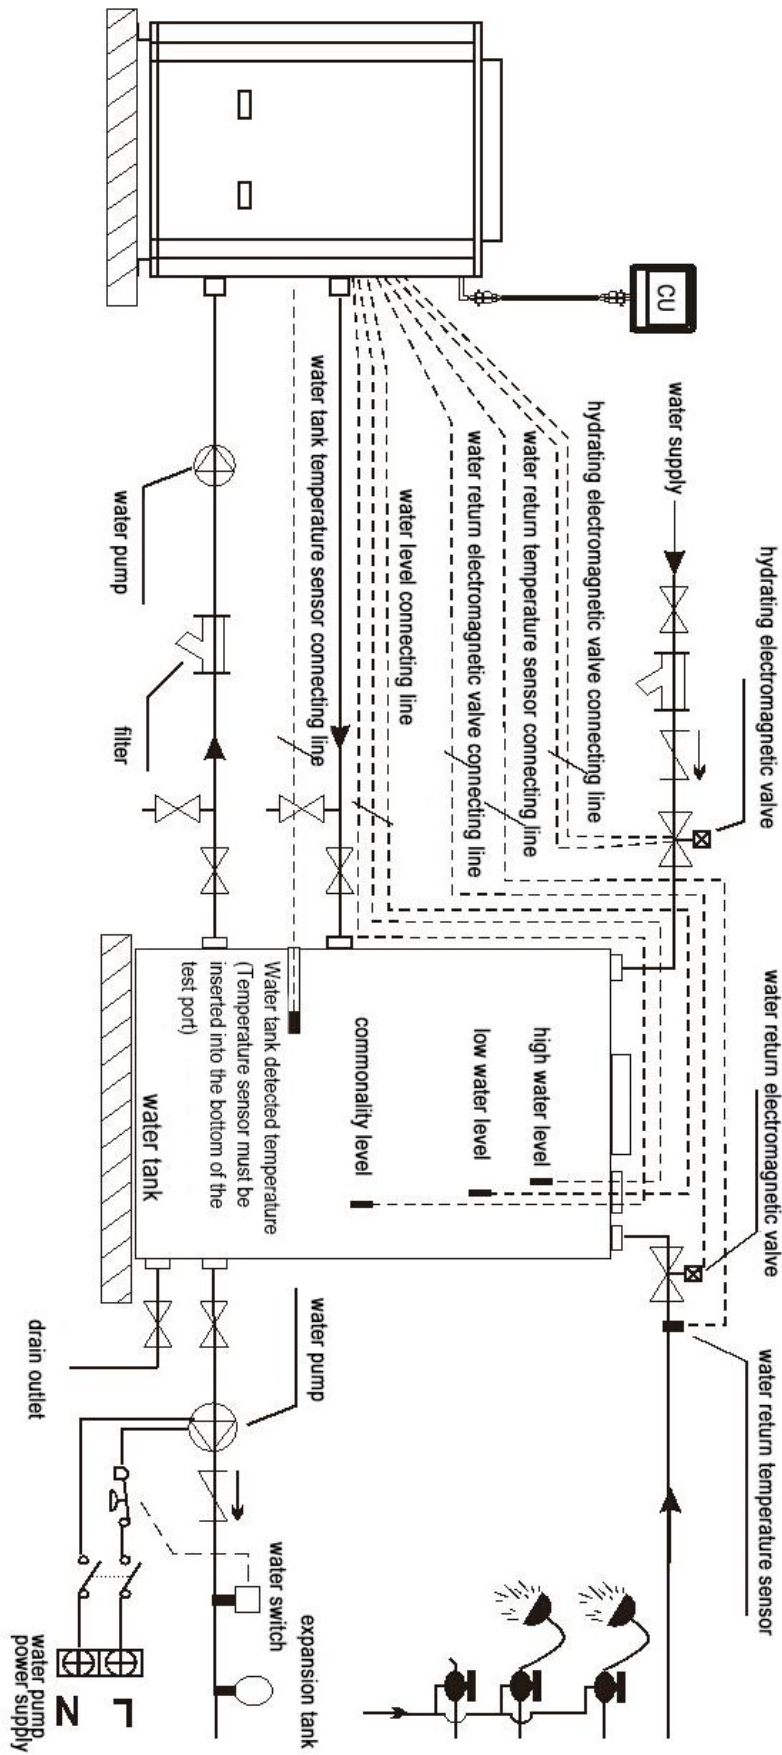 CU
water supply
hydrating electromagnetic valve
water return electromagnetic valve
water return temperature sensor
hydrating electromagnetic valve connecting line
water return temperature sensor connecting line
water return electromagnetic valve connecting line
water level connecting line
water tank temperature sensor connecting line
water pump
filter
high water level
low water level
commonality level
Water tank detected temperature
(Temperature sensor must be
inserted into the bottom of the
test port)
water tank
water pump
drain outlet
water switch
expansion tank
L
N
water pump
power supply